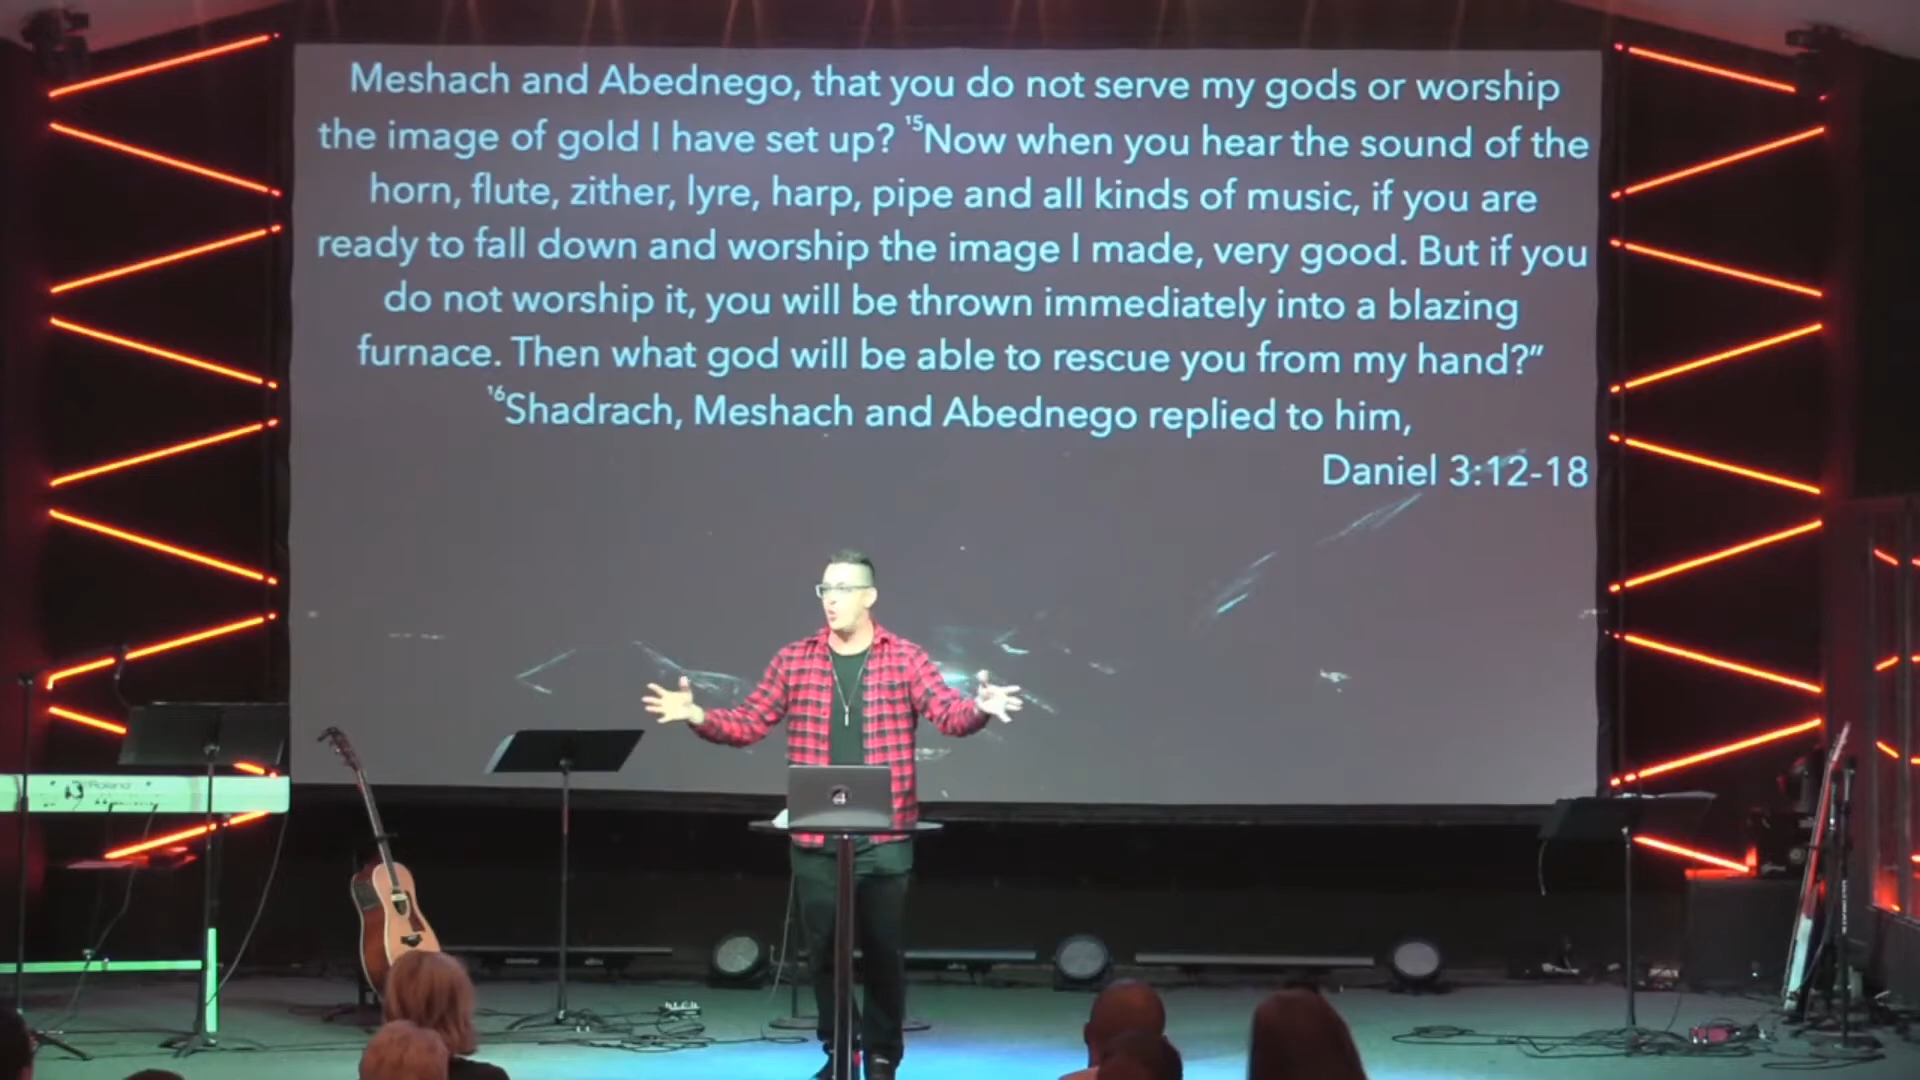 Meshach and Abednego, that you do not serve my gods or worship
the image of gold I have set up? ¹⁵Now when you hear the sound of the
horn, flute, zither, lyre, harp, pipe and all kinds of music, if you are
ready to fall down and worship the image I made, very good. But if you
do not worship it, you will be thrown immediately into a blazing
furnace. Then what god will be able to rescue you from my hand?”
¹⁶Shadrach, Meshach and Abednego replied to him,
Daniel 3:12-18
Roland